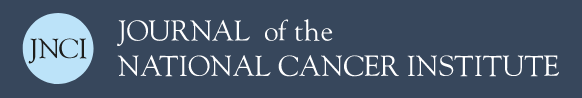 JNCI
JOURNAL of the
NATIONAL CANCER INSTITUTE